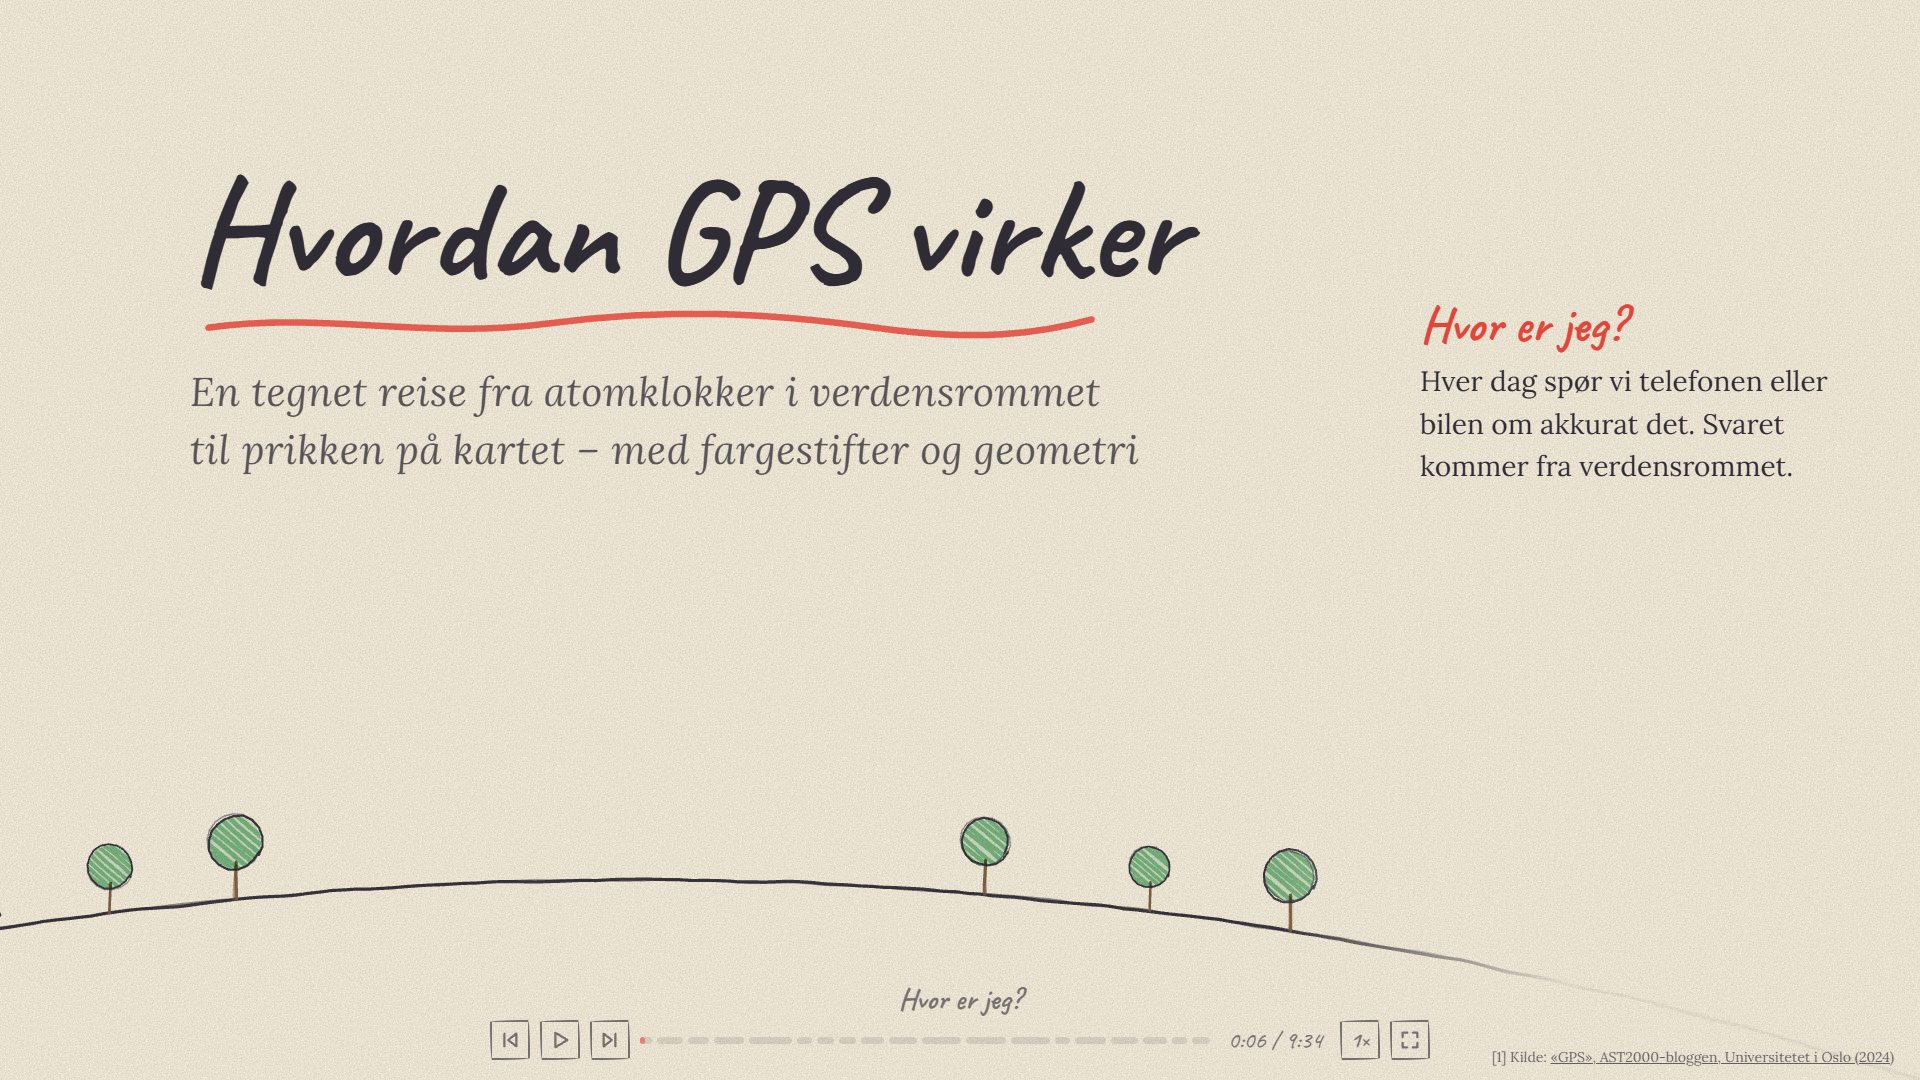 Hvordan GPS virker
En tegnet reise fra atomklokker i verdensrommet
til prikken på kartet – med fargestifter og geometri
Hvor er jeg?
Hver dag spør vi telefonen eller
bilen om akkurat det. Svaret
kommer fra verdensrommet.
Hvor er jeg?
0:06 / 9:34
1×
[1] Kilde: «GPS», AST2000-bloggen, Universitetet i Oslo (2024)